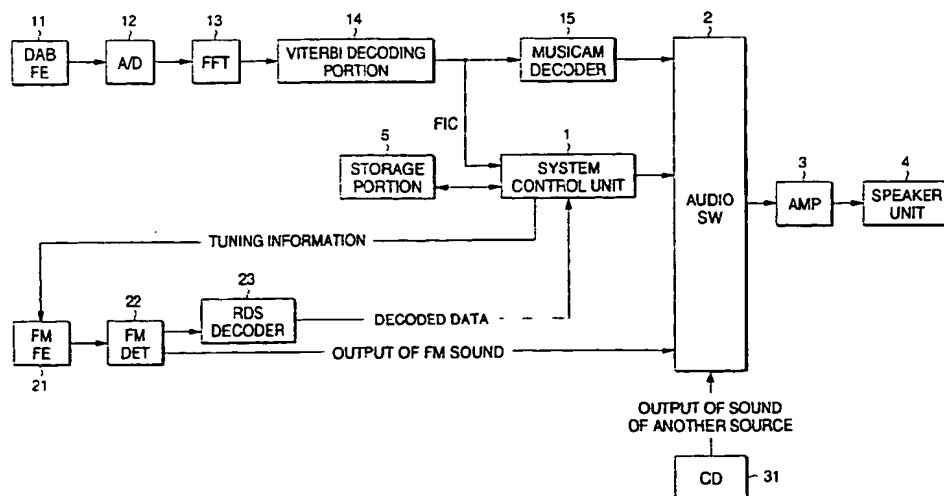 11
12
13
14
15
2
DAB
FE
A/D
FFT
VITERBI DECODING
PORTION
MUSICAM
DECODER
FIC
5
1
STORAGE
PORTION
SYSTEM
CONTROL UNIT
AUDIO
SW
3
4
AMP
SPEAKER
UNIT
TUNING INFORMATION
23
22
RDS
DECODER
DECODED DATA
FM
FE
FM
DET
OUTPUT OF FM SOUND
21
OUTPUT OF SOUND
OF ANOTHER SOURCE
CD
31